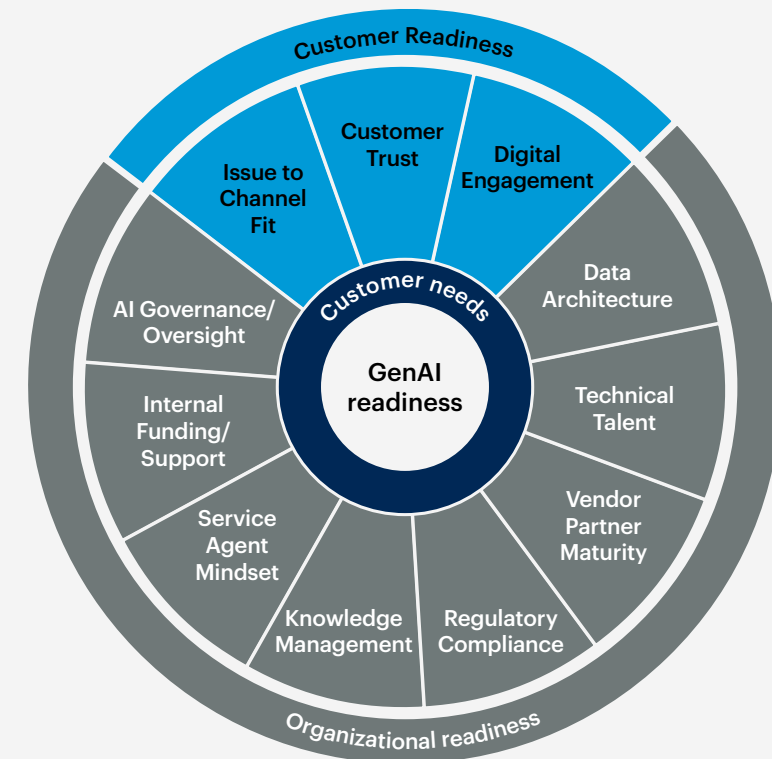 Customer Readiness
Customer
Trust
Digital
Engagement
Issue to
Channel
Fit
Data
Architecture
Technical
Talent
Vendor
Partner
Maturity
Regulatory
Compliance
Knowledge
Management
Service
Agent
Mindset
Internal
Funding/
Support
AI Governance/
Oversight
Customer needs
GenAI
readiness
Organizational readiness